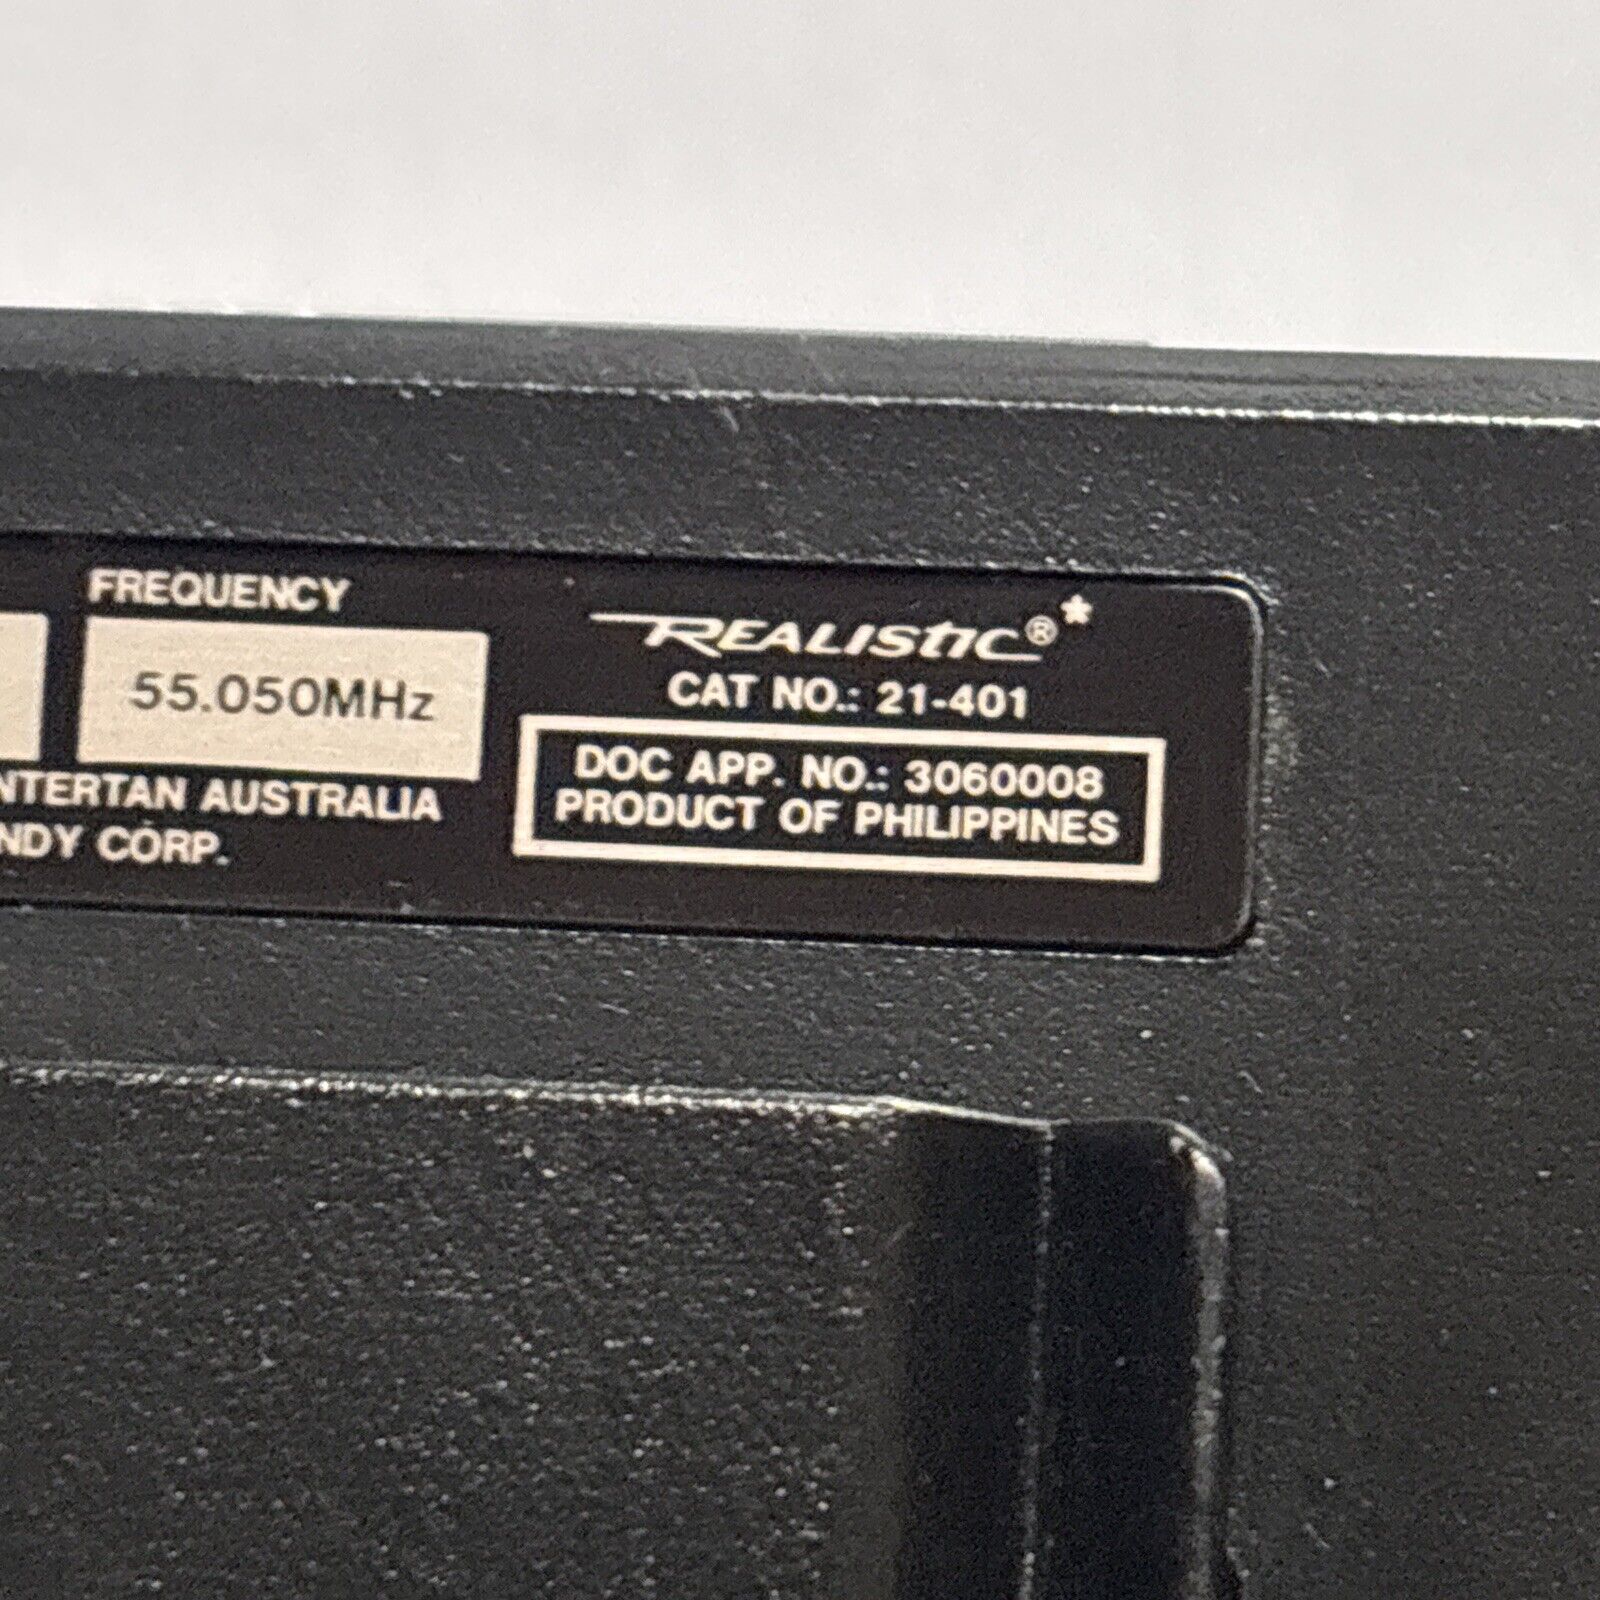 FREQUENCY
55.050MHz
NTERTAN AUSTRALIA
NDY CORP.
REALISTIC®*
CAT NO.: 21-401
DOC APP. NO.: 3060008
PRODUCT OF PHILIPPINES